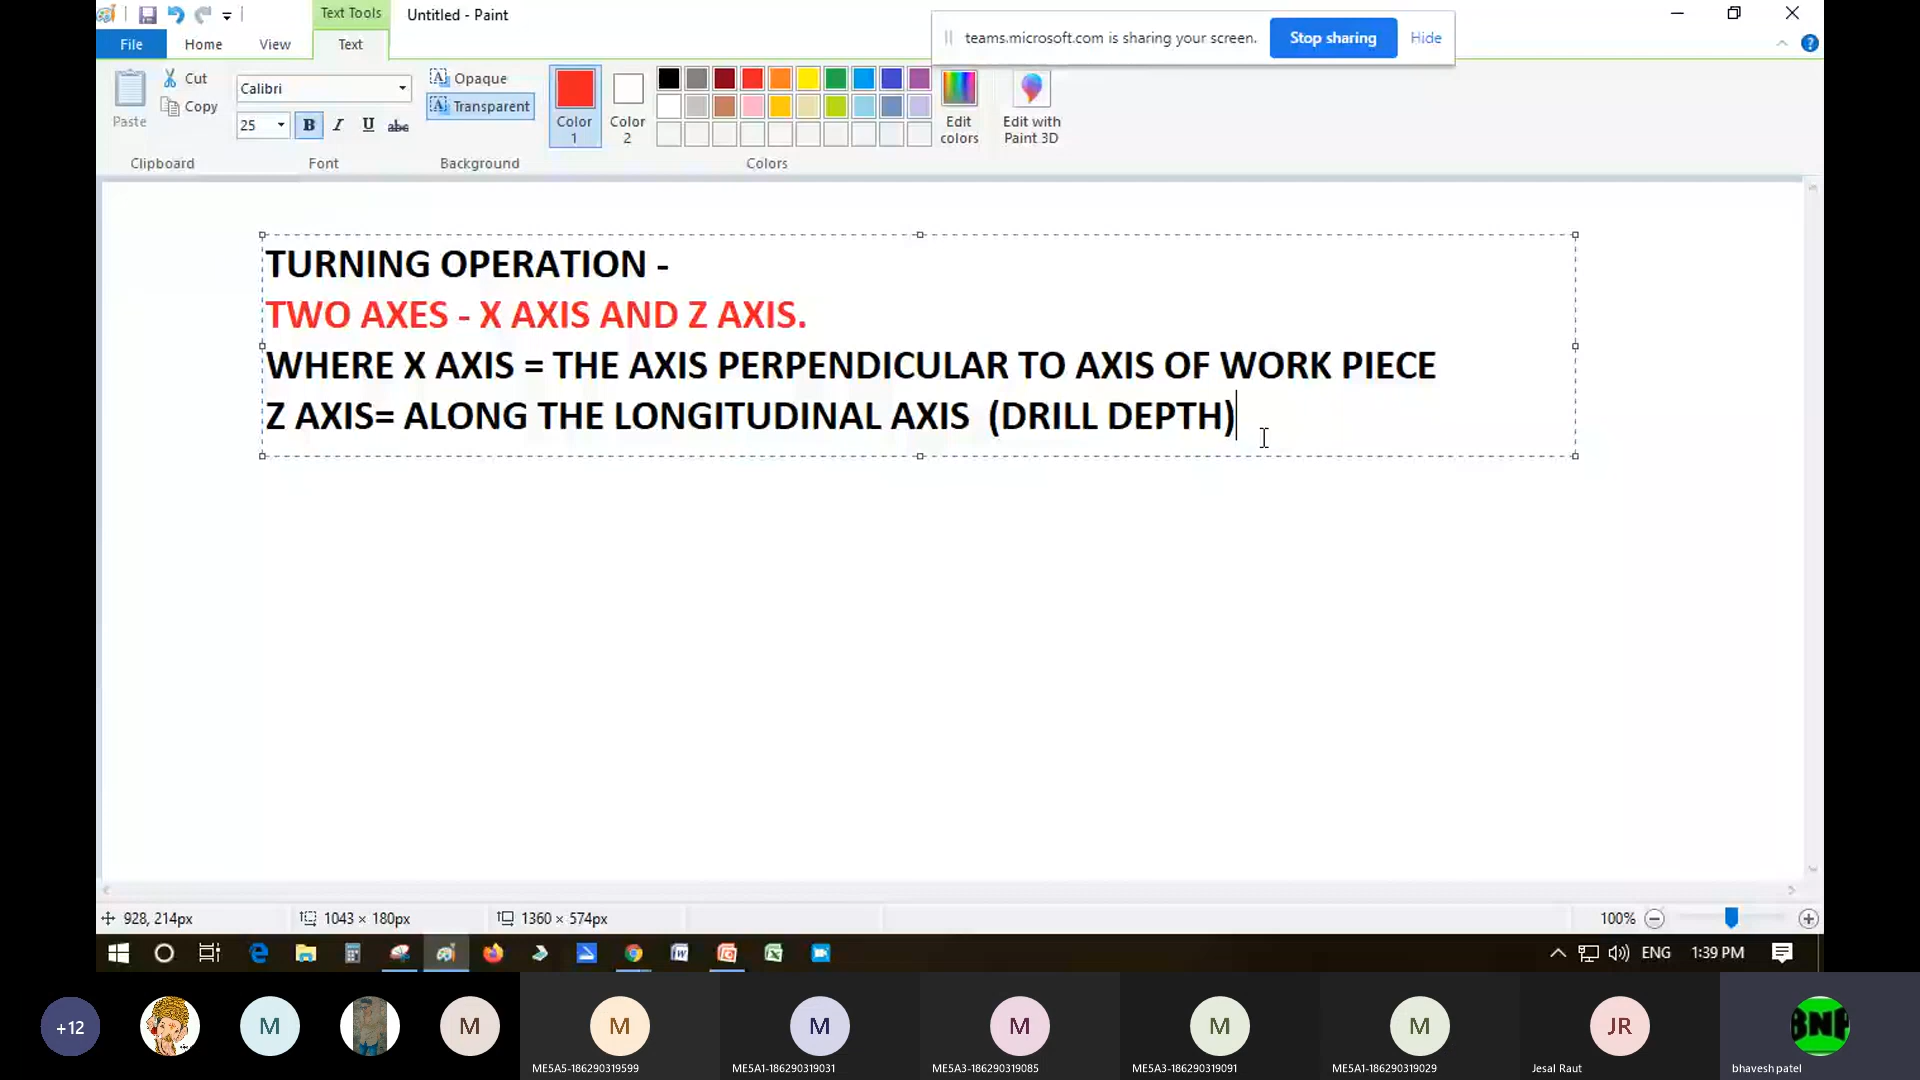 Text Tools
Untitled - Paint
teams.microsoft.com is sharing your screen.
Stop sharing
Hide
File
Home
View
Text
Paste
Cut
Copy
Calibri
25
B
I
U
abc
Opaque
Transparent
Color 1
Color 2
Edit colors
Edit with Paint 3D
Clipboard
Font
Background
Colors
TURNING OPERATION -
TWO AXES - X AXIS AND Z AXIS.
WHERE X AXIS = THE AXIS PERPENDICULAR TO AXIS OF WORK PIECE
Z AXIS= ALONG THE LONGITUDINAL AXIS (DRILL DEPTH)
928, 214px
1043 × 180px
1360 × 574px
100%
ENG
1:39 PM
+12
M
M
M
M
M
M
M
JR
BNP
ME5A5-186290319599
ME5A1-186290319031
ME5A3-186290319085
ME5A3-186290319091
ME5A1-186290319029
Jesal Raut
bhavesh patel